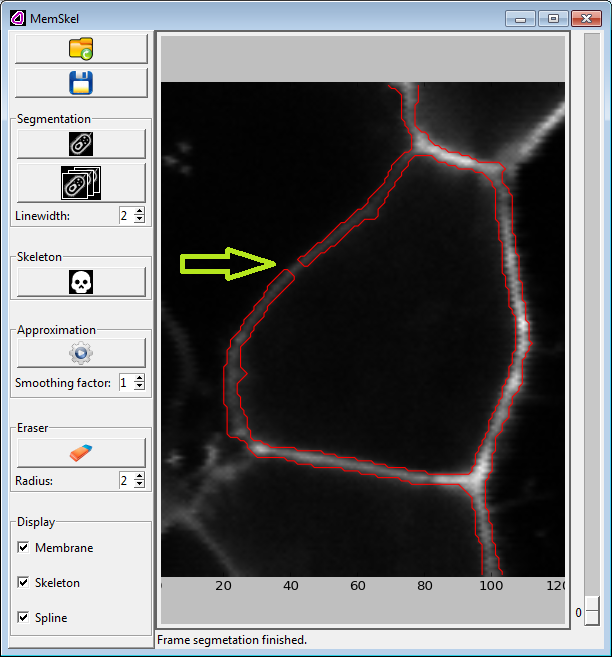 MemSkel
Segmentation
Linewidth: 2
Skeleton
Approximation
Smoothing factor: 1
Eraser
Radius: 2
Display
Membrane
Skeleton
Spline
20 40 60 80 100 120
0
Frame segmetation finished.